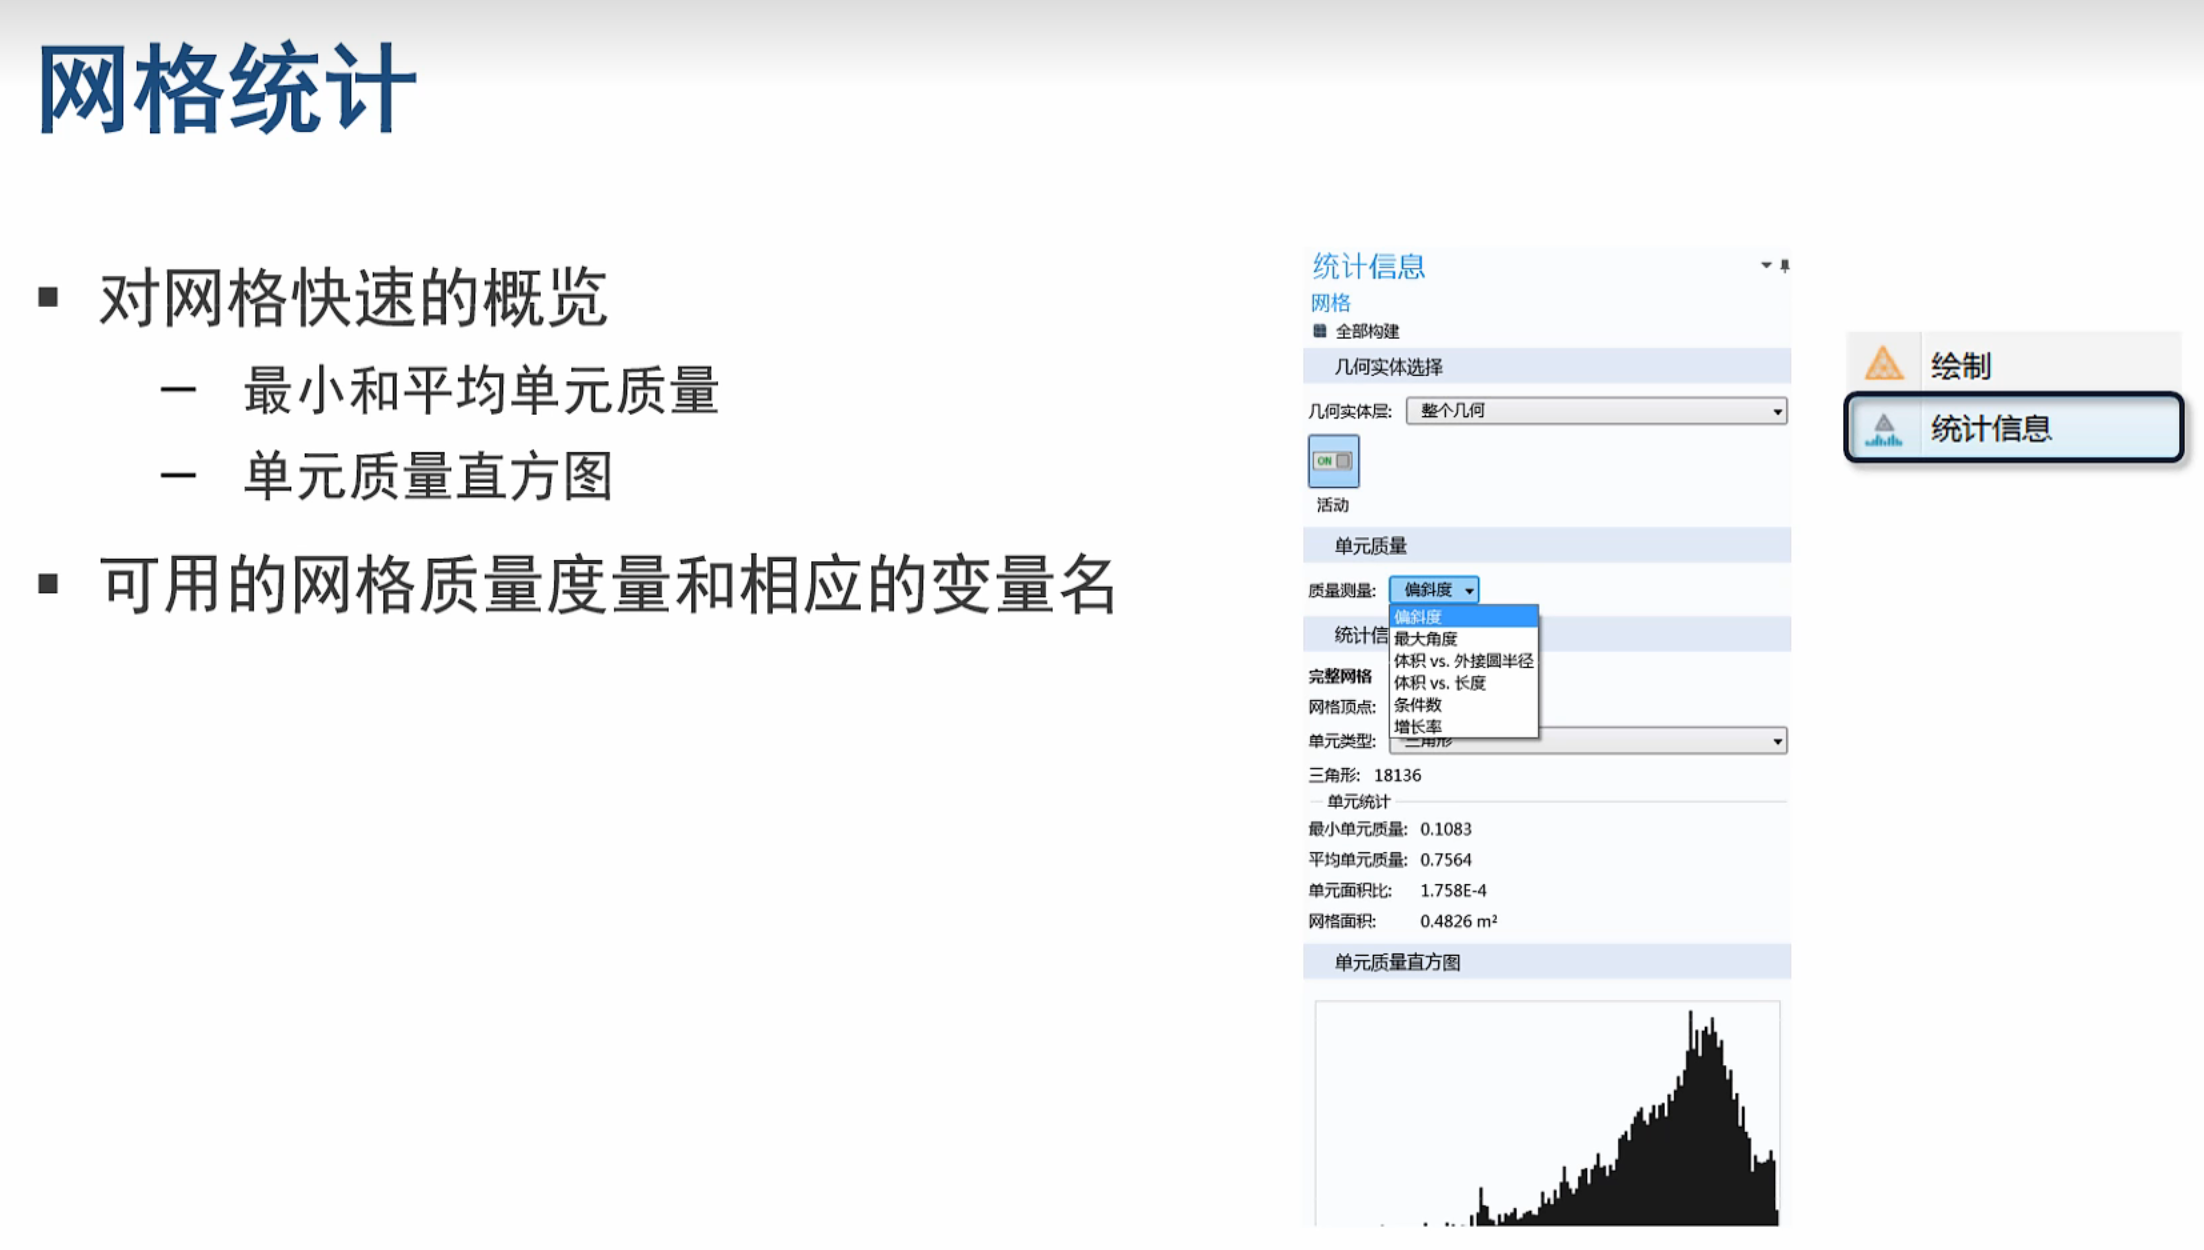 网格统计
对网格快速的概览
最小和平均单元质量
单元质量直方图
可用的网格质量度量和相应的变量名
统计信息
网格
全部构建
几何实体选择
几何实体层: 整个几何
ON
活动
单元质量
质量测量: 偏斜度
偏斜度
最大角度
体积 vs. 外接圆半径
体积 vs. 长度
条件数
增长率
统计信
完整网格
网格顶点:
单元类型: 三角形
三角形: 18136
单元统计
最小单元质量: 0.1083
平均单元质量: 0.7564
单元面积比: 1.758E-4
网格面积: 0.4826 m²
单元质量直方图
绘制
统计信息